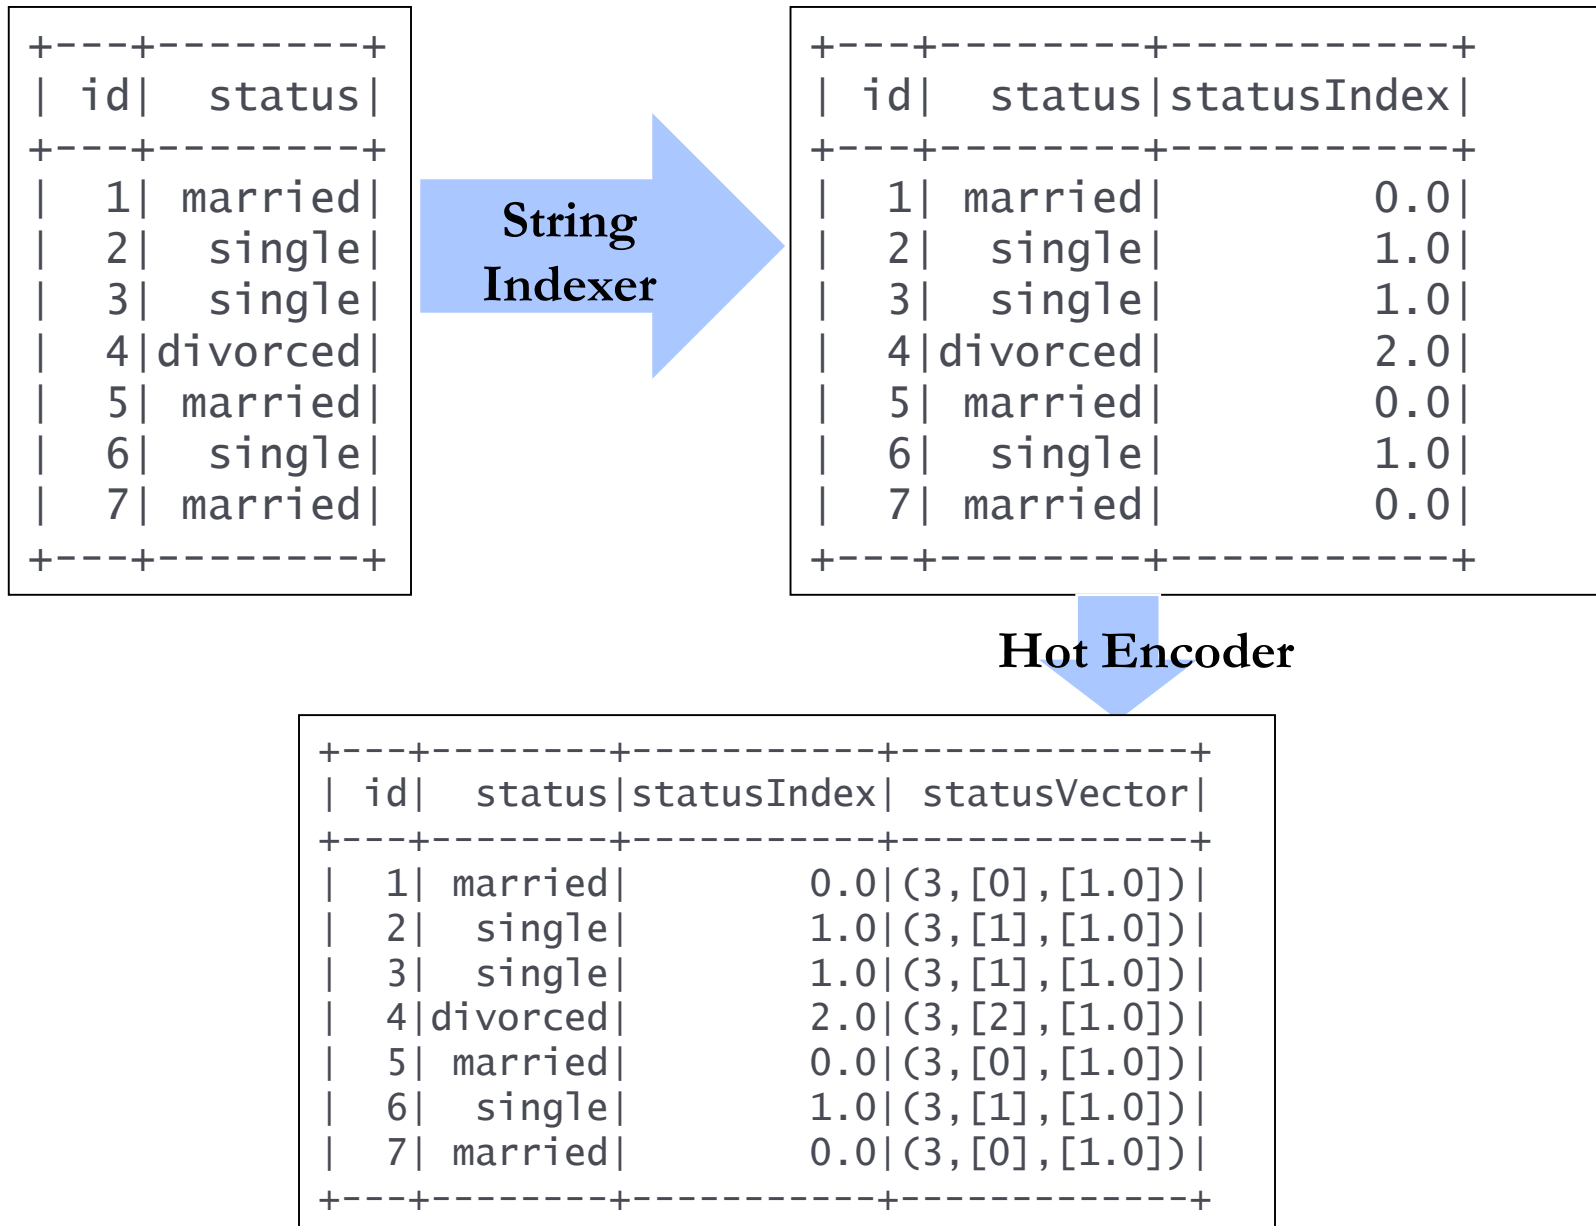 +---+--------+
| id|  status|
+---+--------+
|  1| married|
|  2|  single|
|  3|  single|
|  4|divorced|
|  5| married|
|  6|  single|
|  7| married|
+---+--------+
String
Indexer
+---+--------+-----------+
| id|  status|statusIndex|
+---+--------+-----------+
|  1| married|        0.0|
|  2|  single|        1.0|
|  3|  single|        1.0|
|  4|divorced|        2.0|
|  5| married|        0.0|
|  6|  single|        1.0|
|  7| married|        0.0|
+---+--------+-----------+
Hot Encoder
+---+--------+-----------+-------------+
| id|  status|statusIndex| statusVector|
+---+--------+-----------+-------------+
|  1| married|        0.0|(3,[0],[1.0])|
|  2|  single|        1.0|(3,[1],[1.0])|
|  3|  single|        1.0|(3,[1],[1.0])|
|  4|divorced|        2.0|(3,[2],[1.0])|
|  5| married|        0.0|(3,[0],[1.0])|
|  6|  single|        1.0|(3,[1],[1.0])|
|  7| married|        0.0|(3,[0],[1.0])|
+---+--------+-----------+-------------+